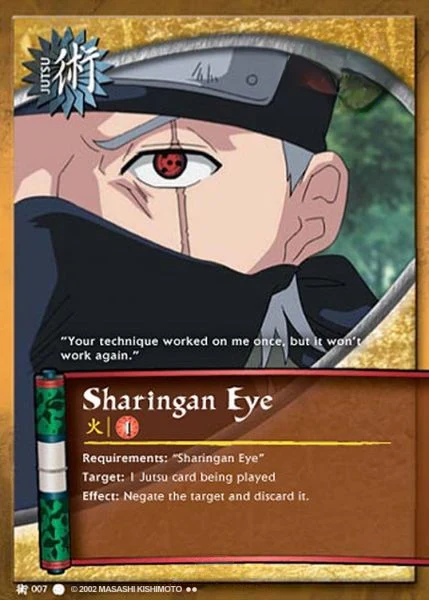 JUTSU 術
"Your technique worked on me once, but it won't
work again."
Sharingan Eye
火 | 1
Requirements: "Sharingan Eye"
Target: 1 Jutsu card being played
Effect: Negate the target and discard it.
術 007 © 2002 MASASHI KISHIMOTO